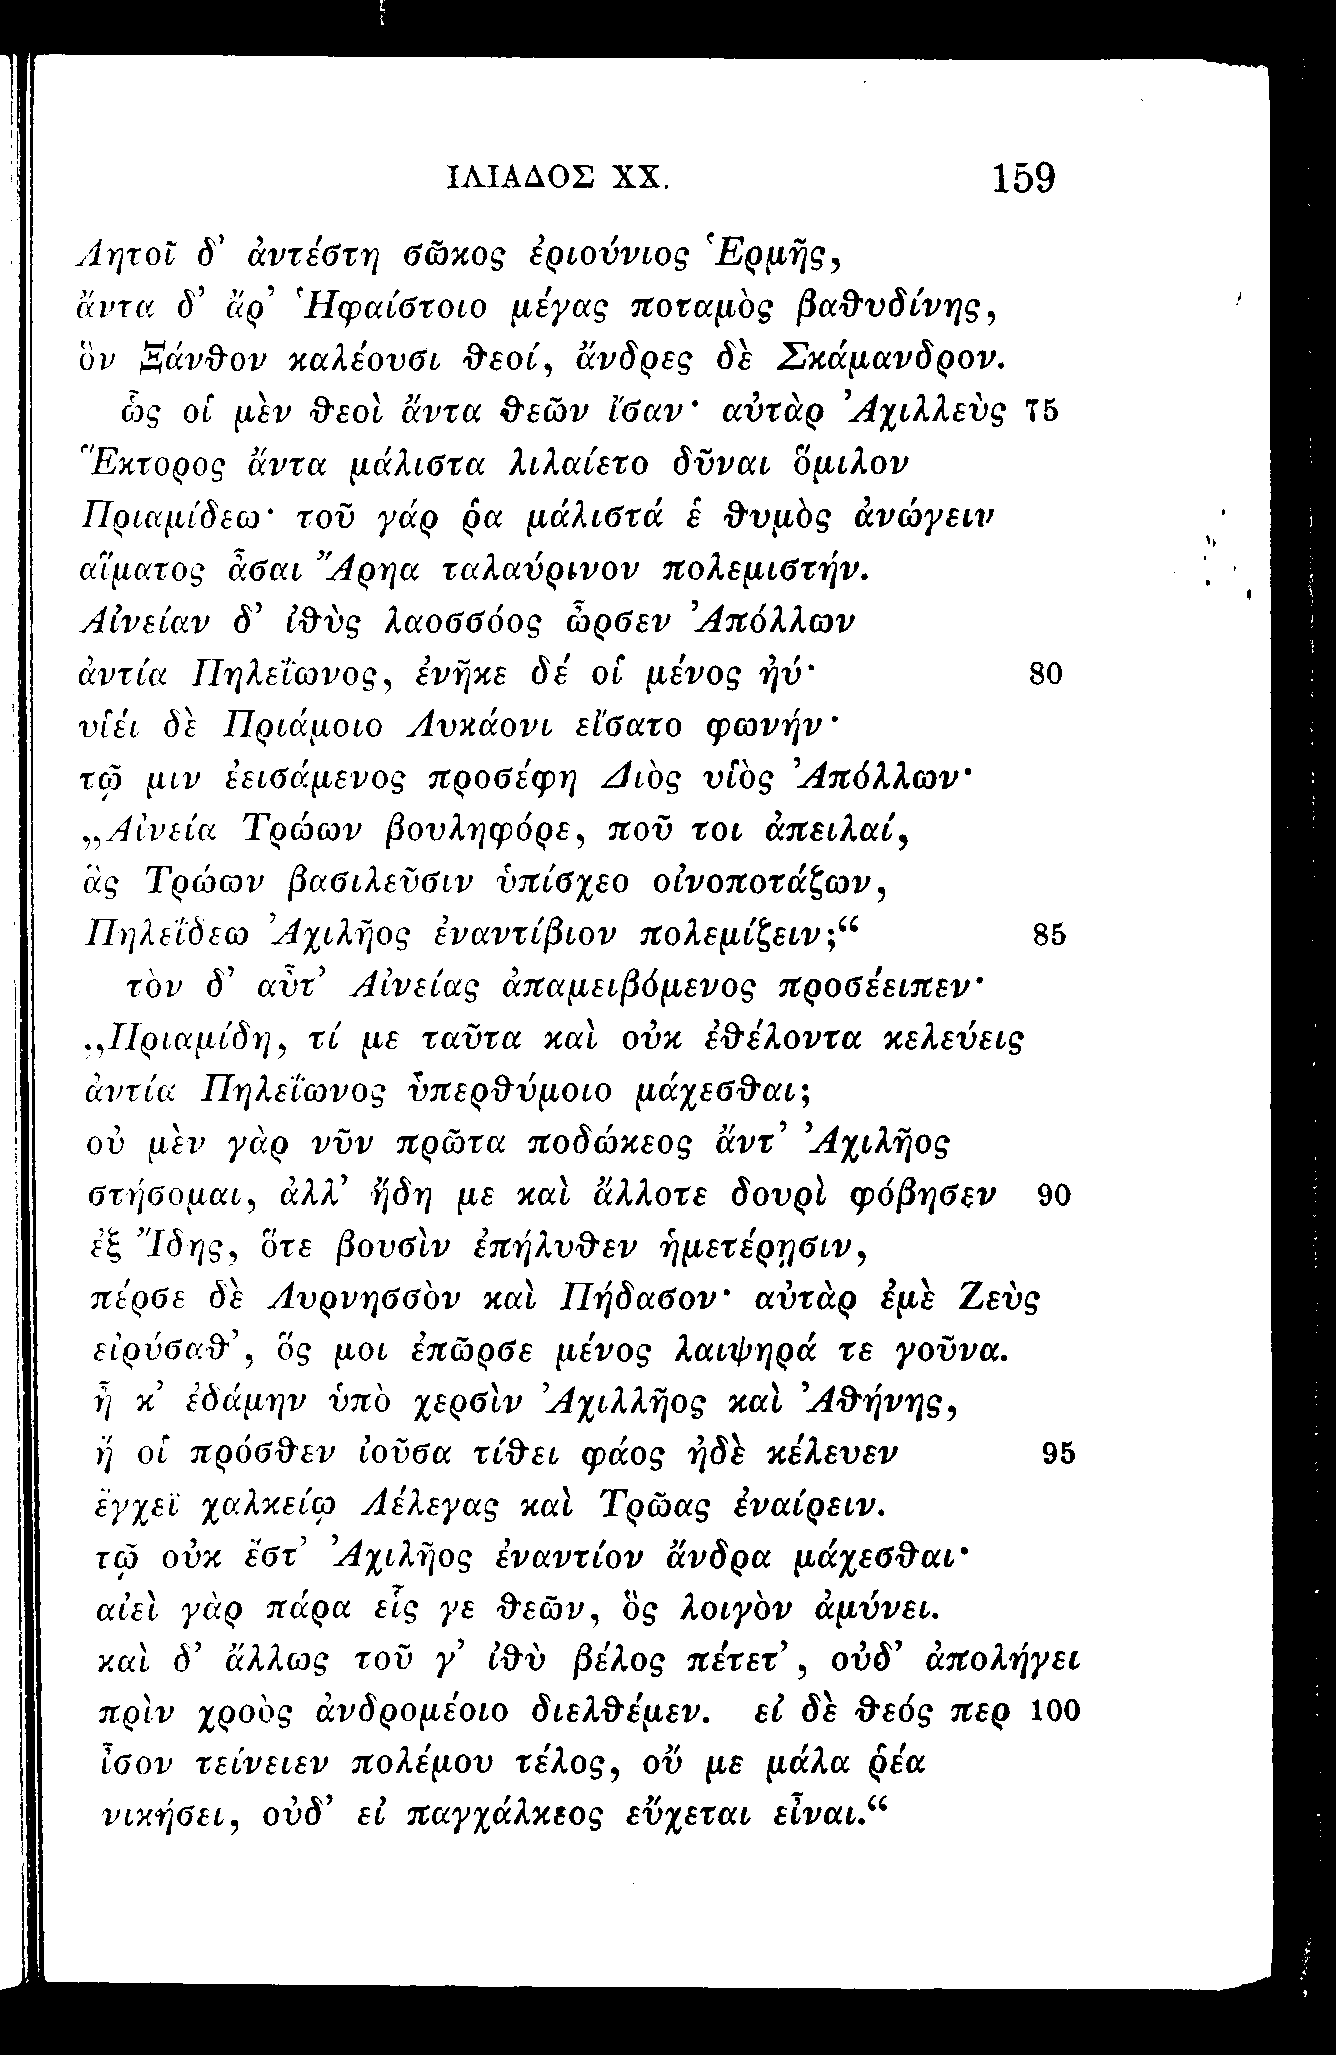 ΙΛΙΑΔΟΣ XX. 159
Λητοῖ δ’ ἀντέστη σῶκος ἐριούνιος Ἑρμῆς,
ἄντα δ’ ἄρ’ Ἡφαίστοιο μέγας ποταμὸς βαθυδίνης,
ὃν Ξάνθον καλέουσι θεοί, ἄνδρες δὲ Σκάμανδρον.
ὣς οἳ μὲν θεοὶ ἄντα θεῶν ἴσαν· αὐτὰρ Ἀχιλλεὺς 75
Ἕκτορος ἄντα μάλιστα λιλαίετο δῦναι ὅμιλον
Πριαμίδεω· τοῦ γάρ ῥα μάλιστά ἑ θυμὸς ἀνώγειν
αἵματος ἆσαι Ἄρηα ταλαύρινον πολεμιστήν.
Αἰνείαν δ’ ἰθὺς λαοσσόος ὦρσεν Ἀπόλλων
ἀντία Πηλεΐωνος, ἐνῆκε δέ οἱ μένος ἠύ· 80
υἱέι δὲ Πριάμοιο Λυκάονι εἴσατο φωνήν·
τῷ μιν ἐεισάμενος προσέφη Διὸς υἱὸς Ἀπόλλων·
„Αἰνεία Τρώων βουληφόρε, ποῦ τοι ἀπειλαί,
ἃς Τρώων βασιλεῦσιν ὑπίσχεο οἰνοποτάζων,
Πηλεΐδεω Ἀχιλῆος ἐναντίβιον πολεμίζειν;“ 85
τὸν δ’ αὖτ’ Αἰνείας ἀπαμειβόμενος προσέειπεν·
„Πριαμίδη, τί με ταῦτα καὶ οὐκ ἐθέλοντα κελεύεις
ἀντία Πηλεΐωνος ὑπερθύμοιο μάχεσθαι;
οὐ μὲν γὰρ νῦν πρῶτα ποδώκεος ἄντ’ Ἀχιλῆος
στήσομαι, ἀλλ’ ἤδη με καὶ ἄλλοτε δουρὶ φόβησεν 90
ἐξ Ἴδης, ὅτε βουσὶν ἐπήλυθεν ἡμετέρῃσιν,
πέρσε δὲ Λυρνησσὸν καὶ Πήδασον· αὐτὰρ ἐμὲ Ζεὺς
εἰρύσαθ’, ὅς μοι ἐπῶρσε μένος λαιψηρά τε γοῦνα.
ἦ κ’ ἐδάμην ὑπὸ χερσὶν Ἀχιλλῆος καὶ Ἀθήνης,
ἥ οἱ πρόσθεν ἰοῦσα τίθει φάος ἠδὲ κέλευεν 95
ἔγχεϊ χαλκείῳ Λέλεγας καὶ Τρῶας ἐναίρειν.
τῷ οὐκ ἔστ’ Ἀχιλῆος ἐναντίον ἄνδρα μάχεσθαι·
αἰεὶ γὰρ πάρα εἷς γε θεῶν, ὃς λοιγὸν ἀμύνει.
καὶ δ’ ἄλλως τοῦ γ’ ἰθὺ βέλος πέτετ’, οὐδ’ ἀπολήγει
πρὶν χροὸς ἀνδρομέοιο διελθέμεν. εἰ δὲ θεός περ 100
ἶσον τείνειεν πολέμου τέλος, οὔ με μάλα ῥέα
νικήσει, οὐδ’ εἰ παγχάλκεος εὔχεται εἶναι.“